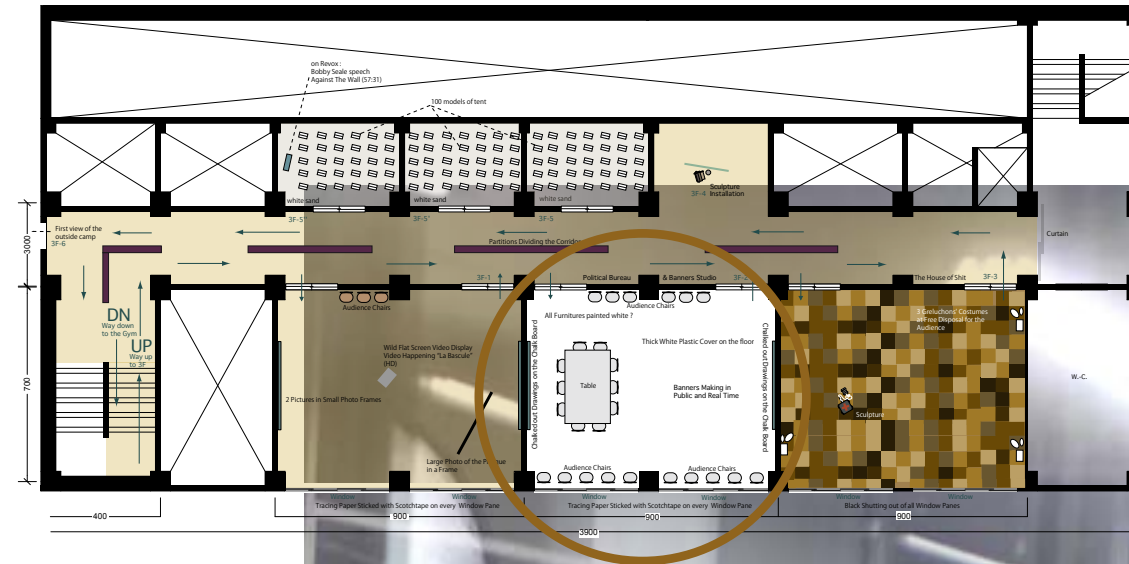 on Revox :
Bobby Seale speech
Against The Wall (57:31)
100 models of tent
Sculpture
Installation
3F-4
white sand
white sand
white sand
3F-5"
3F-5'
3F-5
First view of the
outside camp
3F-6
Partitions Dividing the Corridor
Curtain
3000
3F-1
Political Bureau
& Banners Studio
3F-2
The House of Shit
3F-3
Audience Chairs
Audience Chairs
All Furnitures painted white ?
3 Greluchons' Costumes
at Free Disposal for the
Audience
DN
Way down
to the Gym
UP
Way up
to 3F
Wild Flat Screen Video Display
Video Happening "La Bascule"
(HD)
Chalked out Drawings on the Chalk Board
Thick White Plastic Cover on the floor
Chalked out Drawings on the Chalk Board
700
Table
Banners Making in
Public and Real Time
W.-C.
2 Pictures in Small Photo Frames
Sculpture
Large Photo of the
in a Frame
Audience Chairs
Audience Chairs
Window
Window
Window
Window
Window
Window
Tracing Paper Sticked with Scotchtape on every Window Pane
Tracing Paper Sticked with Scotchtape on every Window Pane
Black Shutting out of all Window Panes
400
900
900
900
3900